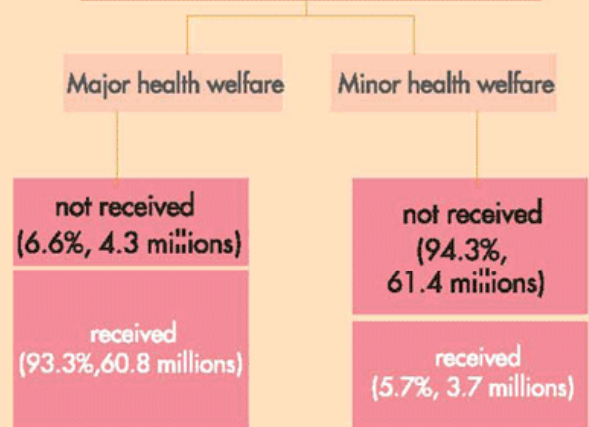 Major health welfare
Minor health welfare
not received
(6.6%, 4.3 millions)
received
(93.3%,60.8 millions)
not received
(94.3%,
61.4 millions)
received
(5.7%, 3.7 millions)